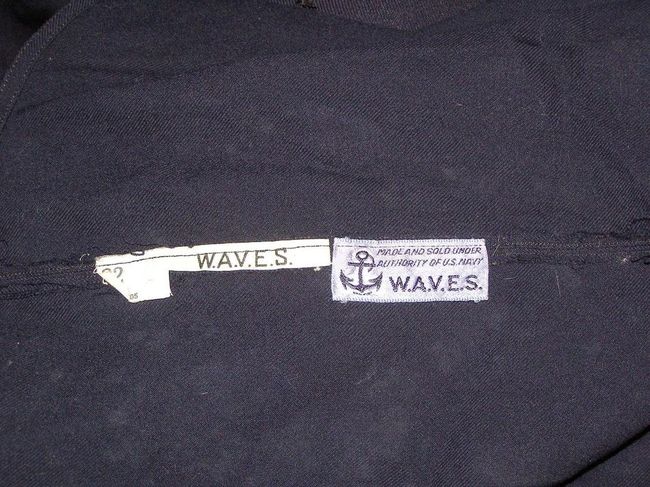 W.A.V.E.S.
MADE AND SOLD UNDER
AUTHORITY OF U.S. NAVY
W.A.V.E.S.